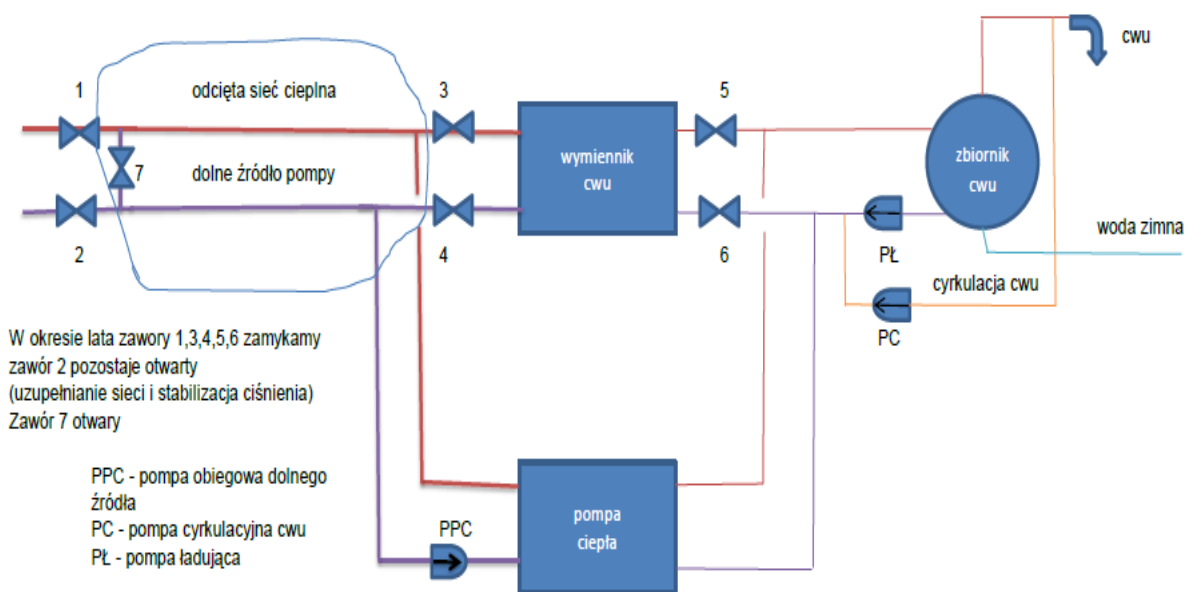 cwu
1
odcięta sieć cieplna
3
5
7
dolne źródło pompy
wymiennik
cwu
zbiornik
cwu
2
4
6
PŁ
woda zimna
cyrkulacja cwu
PC
W okresie lata zawory 1,3,4,5,6 zamykamy
zawór 2 pozostaje otwarty
(uzupełnianie sieci i stabilizacja ciśnienia)
Zawór 7 otwary
PPC - pompa obiegowa dolnego
źródła
PC - pompa cyrkulacyjna cwu
PŁ - pompa ładująca
PPC
pompa
ciepła